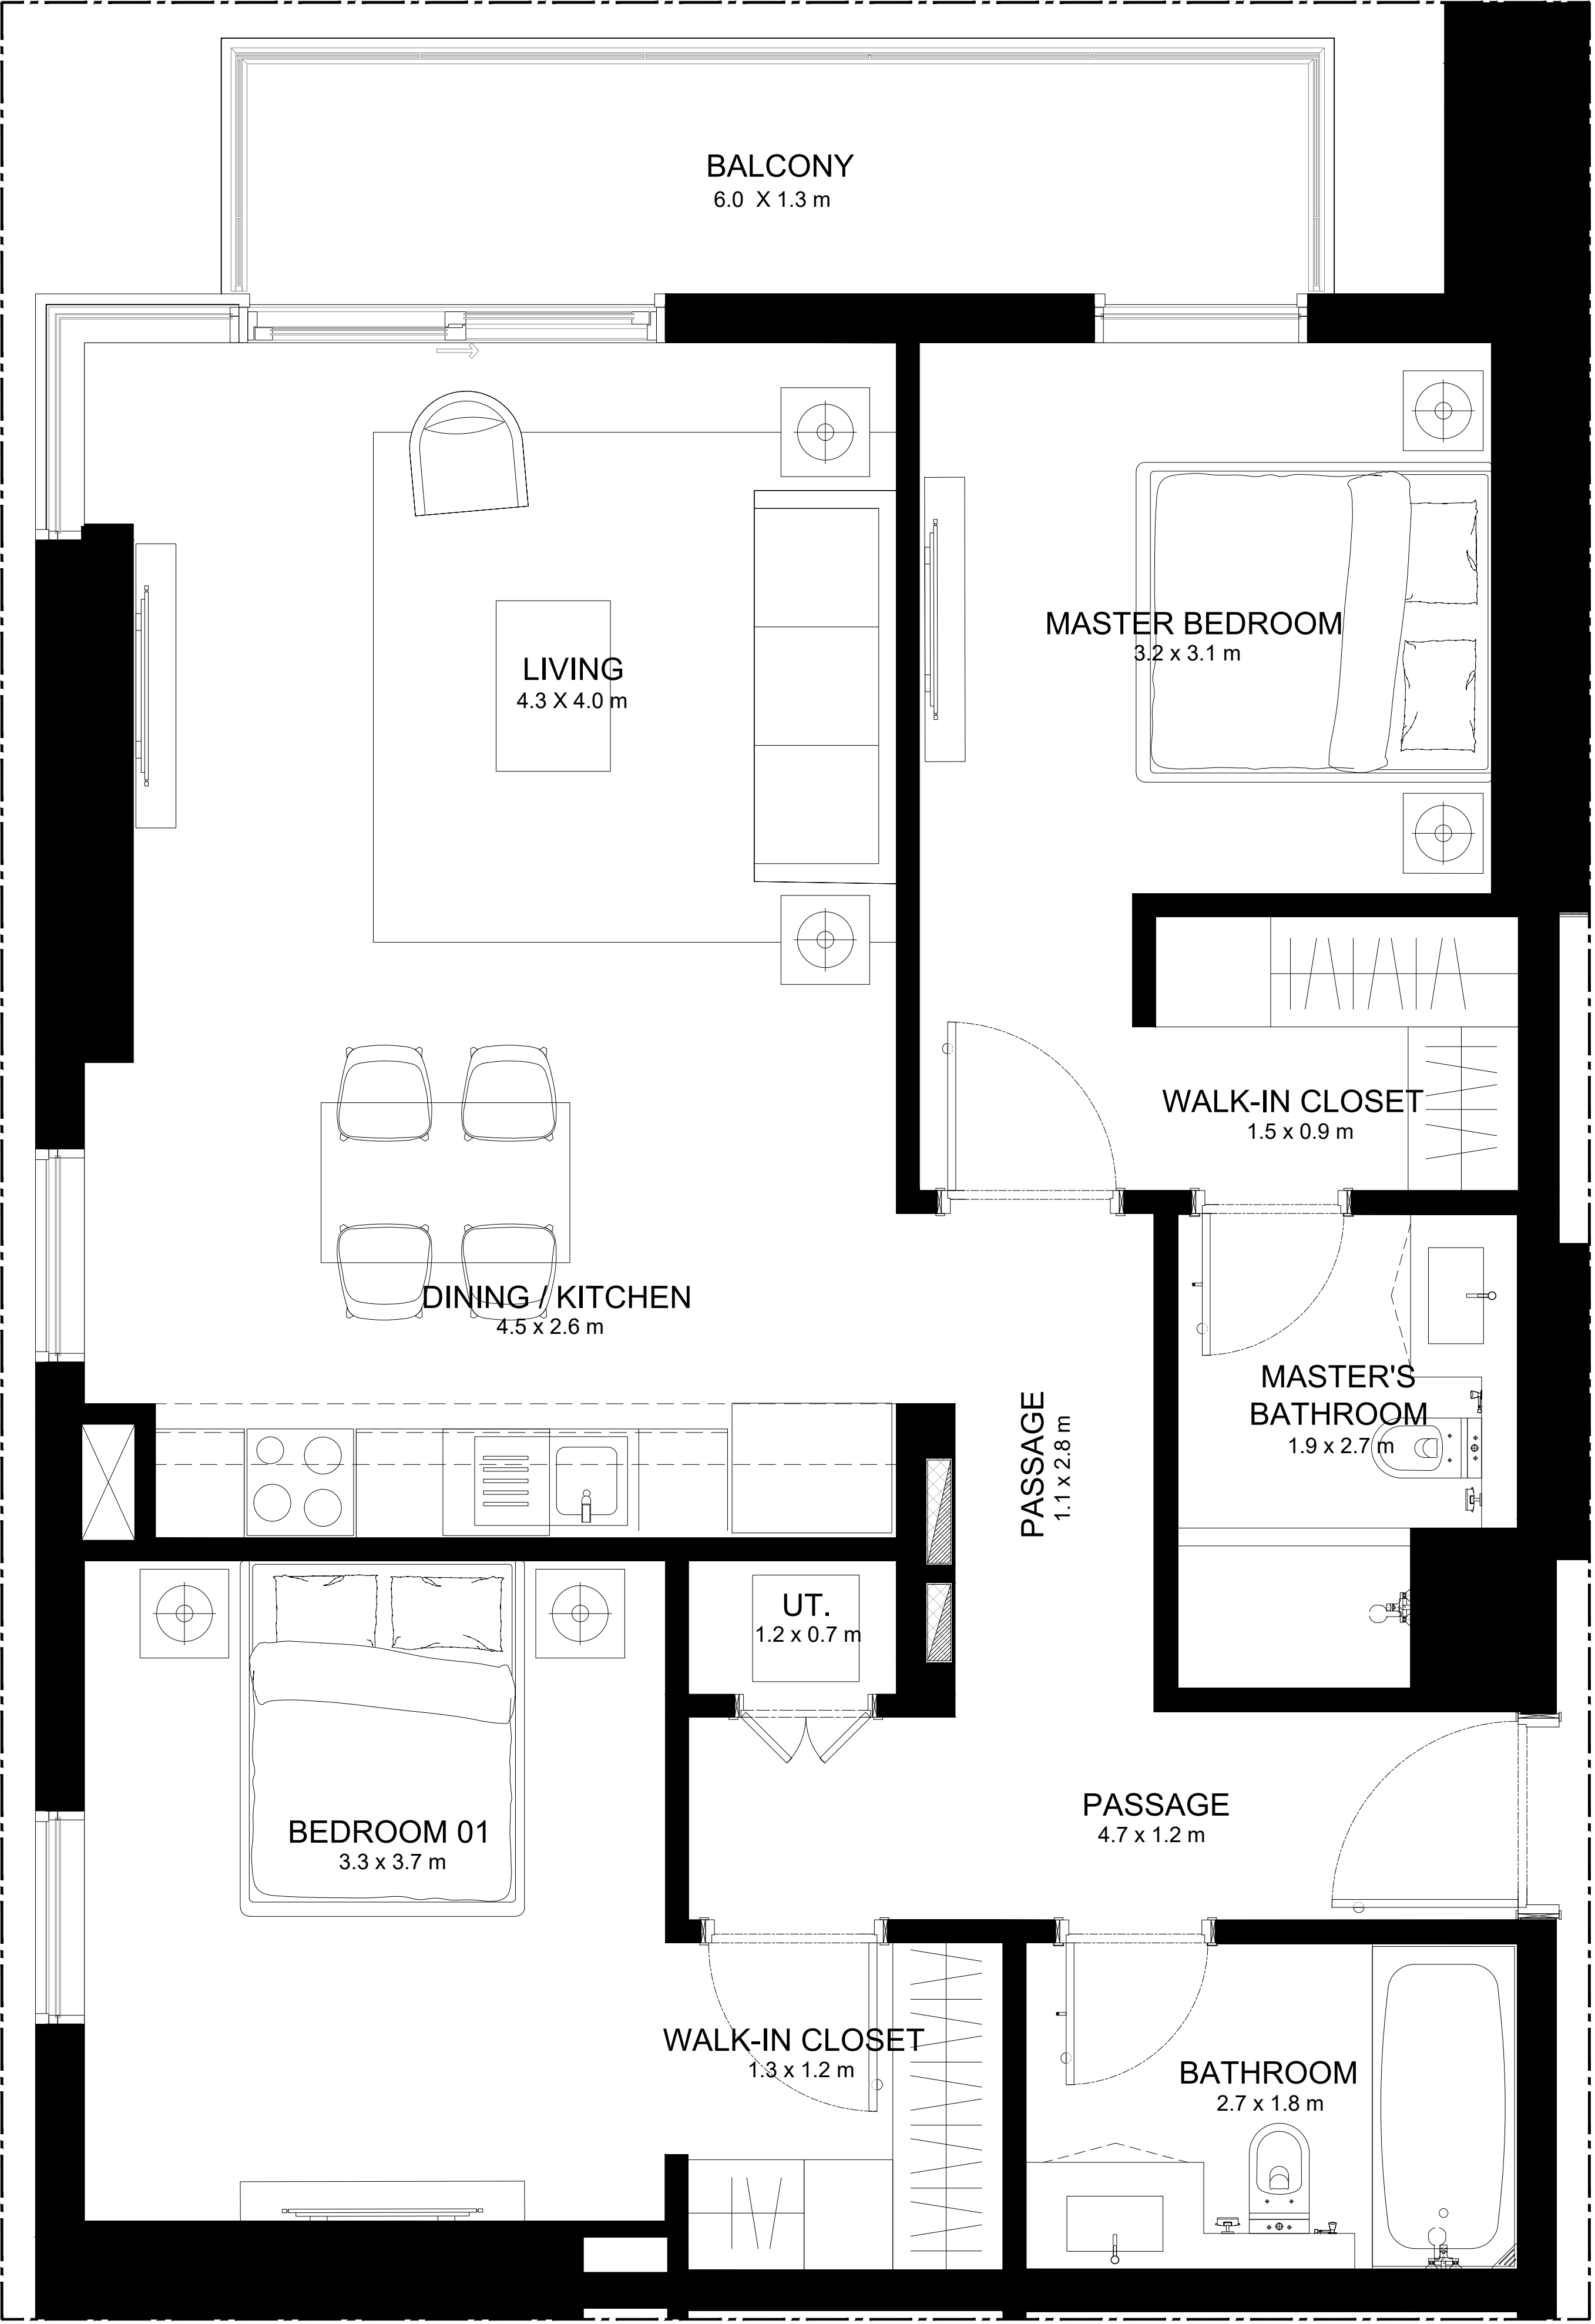 BALCONY
6.0 X 1.3 m
MASTER BEDROOM
3.2 x 3.1 m
LIVING
4.3 X 4.0 m
WALK-IN CLOSET
1.5 x 0.9 m
DINING / KITCHEN
4.5 x 2.6 m
MASTER'S
BATHROOM
1.9 x 2.7 m
PASSAGE
1.1 x 2.8 m
UT.
1.2 x 0.7 m
PASSAGE
4.7 x 1.2 m
BEDROOM 01
3.3 x 3.7 m
WALK-IN CLOSET
1.3 x 1.2 m
BATHROOM
2.7 x 1.8 m